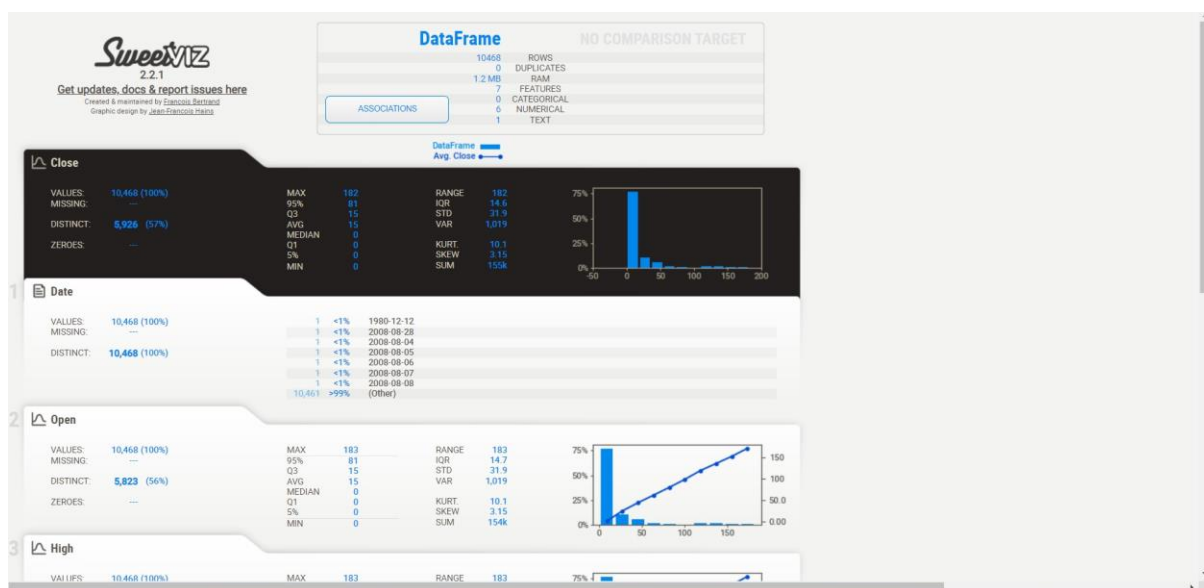 SweetVIZ
2.2.1
Get updates, docs & report issues here
Created & maintained by Francois Bertrand
Graphic design by Jean-Francois Hains
DataFrame NO COMPARISON TARGET
10468 ROWS
0 DUPLICATES
1.2 MB RAM
7 FEATURES
0 CATEGORICAL
6 NUMERICAL
1 TEXT
ASSOCIATIONS
DataFrame
Avg. Close
Close
VALUES: 10,468 (100%)
MISSING: ---
DISTINCT: 5,926 (57%)
ZEROES: ---
MAX 182
95% 81
Q3 15
AVG 15
MEDIAN 0
Q1 0
5% 0
MIN 0
RANGE 182
IQR 14.6
STD 31.9
VAR 1,019
KURT. 10.1
SKEW 3.15
SUM 155k
75%
50%
25%
0%
-50 0 50 100 150 200
1 Date
VALUES: 10,468 (100%)
MISSING: ---
DISTINCT: 10,468 (100%)
1 <1% 1980-12-12
1 <1% 2008-08-28
1 <1% 2008-08-04
1 <1% 2008-08-05
1 <1% 2008-08-06
1 <1% 2008-08-07
1 <1% 2008-08-08
10,461 >99% (Other)
2 Open
VALUES: 10,468 (100%)
MISSING: ---
DISTINCT: 5,823 (56%)
ZEROES: ---
MAX 183
95% 81
Q3 15
AVG 15
MEDIAN 0
Q1 0
5% 0
MIN 0
RANGE 183
IQR 14.7
STD 31.9
VAR 1,019
KURT. 10.1
SKEW 3.15
SUM 154k
75% 150
50% 100
25% 50.0
0% 0.00
0 50 100 150
3 High
VALUES: 10,468 (100%)
MAX 183
RANGE 183
75%